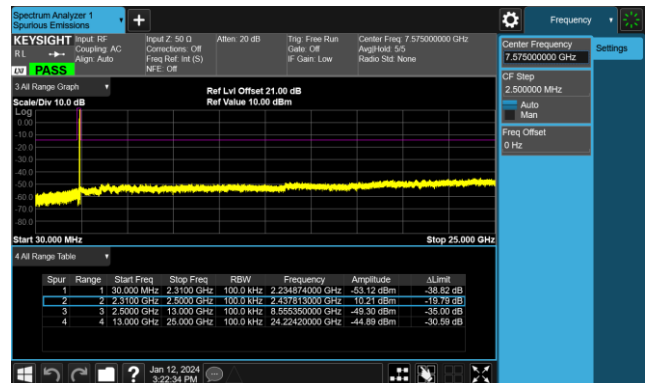 Spectrum Analyzer 1
Spurious Emissions
Frequency
KEYSIGHT Input: RF Input Z: 50 Ω Atten: 20 dB Trig: Free Run Center Freq: 7.575000000 GHz
RL Coupling: AC Corrections: Off Gate: Off Avg|Hold: 5/5
Align: Auto Freq Ref: Int (S) IF Gain: Low Radio Std: None
NFE: Off
LXI PASS
Center Frequency
7.575000000 GHz
Settings
CF Step
2.500000 MHz
Auto
Man
Freq Offset
0 Hz
3 All Range Graph
Ref Lvl Offset 21.00 dB
Scale/Div 10.0 dB Ref Value 10.00 dBm
Log
0.00
-10.0
-20.0
-30.0
-40.0
-50.0
-60.0
-70.0
-80.0
Start 30.000 MHz Stop 25.000 GHz
4 All Range Table
Spur Range Start Freq Stop Freq RBW Frequency Amplitude ΔLimit
1 1 30.000 MHz 2.3100 GHz 100.0 kHz 2.234874000 GHz -53.12 dBm -38.82 dB
2 2 2.3100 GHz 2.5000 GHz 100.0 kHz 2.437813000 GHz 10.21 dBm -19.79 dB
3 3 2.5000 GHz 13.000 GHz 100.0 kHz 8.555350000 GHz -49.30 dBm -35.00 dB
4 4 13.000 GHz 25.000 GHz 100.0 kHz 24.22420000 GHz -44.89 dBm -30.59 dB
Jan 12, 2024
3:22:34 PM